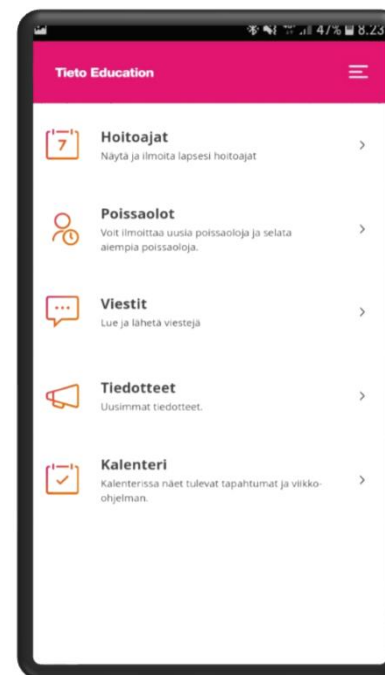 47% 8.23
Tieto Education
7
Hoitoajat
Näytä ja ilmoita lapsesi hoitoajat
Poissaolot
Voit ilmoittaa uusia poissaoloja ja selata
aiempia poissaoloja.
Viestit
Lue ja lähetä viestejä
Tiedotteet
Uusimmat tiedotteet.
Kalenteri
Kalenterissa näet tulevat tapahtumat ja viikko-
ohjelman.